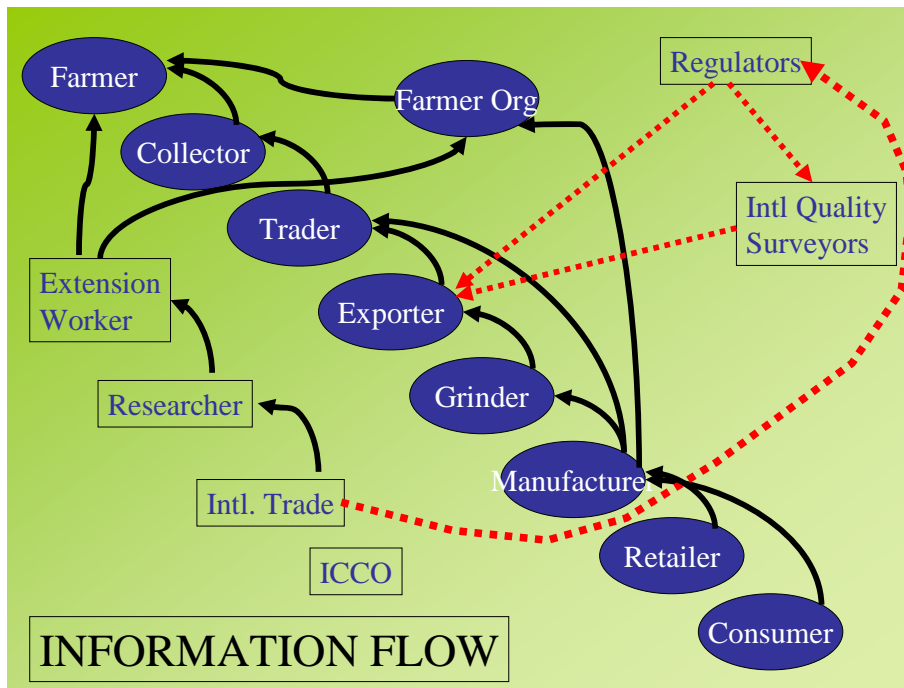 Farmer
Farmer Org
Regulators
Collector
Trader
Intl Quality
Surveyors
Extension
Worker
Exporter
Researcher
Grinder
Intl. Trade
Manufacturer
ICCO
Retailer
Consumer
INFORMATION FLOW